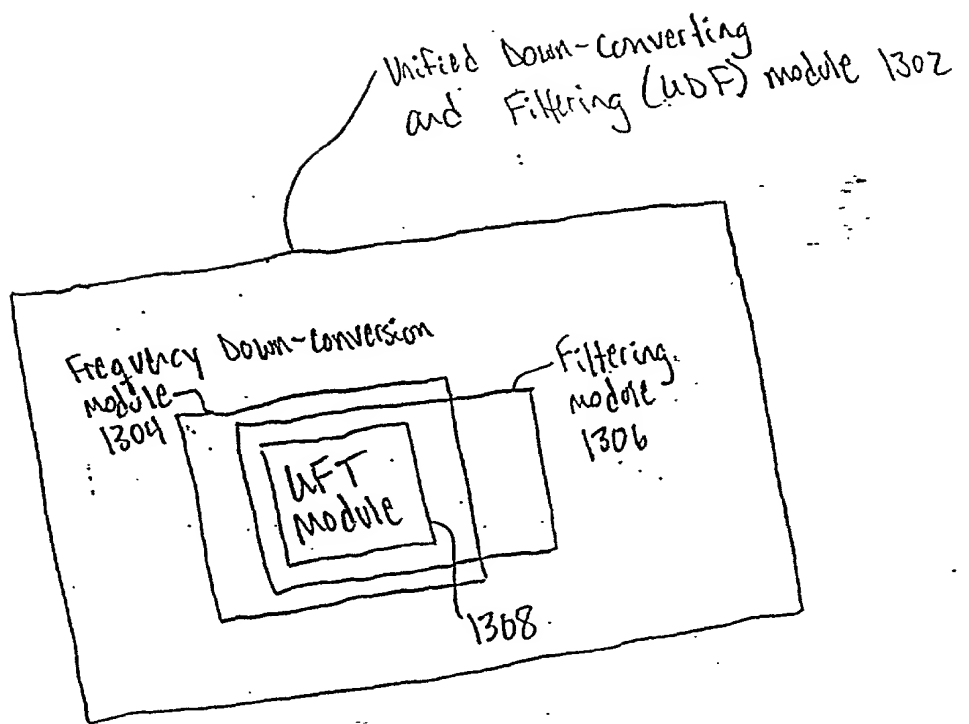 Unified Down-Converting
and Filtering (UDF) module 1302
Frequency Down-conversion
module
1304
Filtering
module
1306
UFT
Module
1308